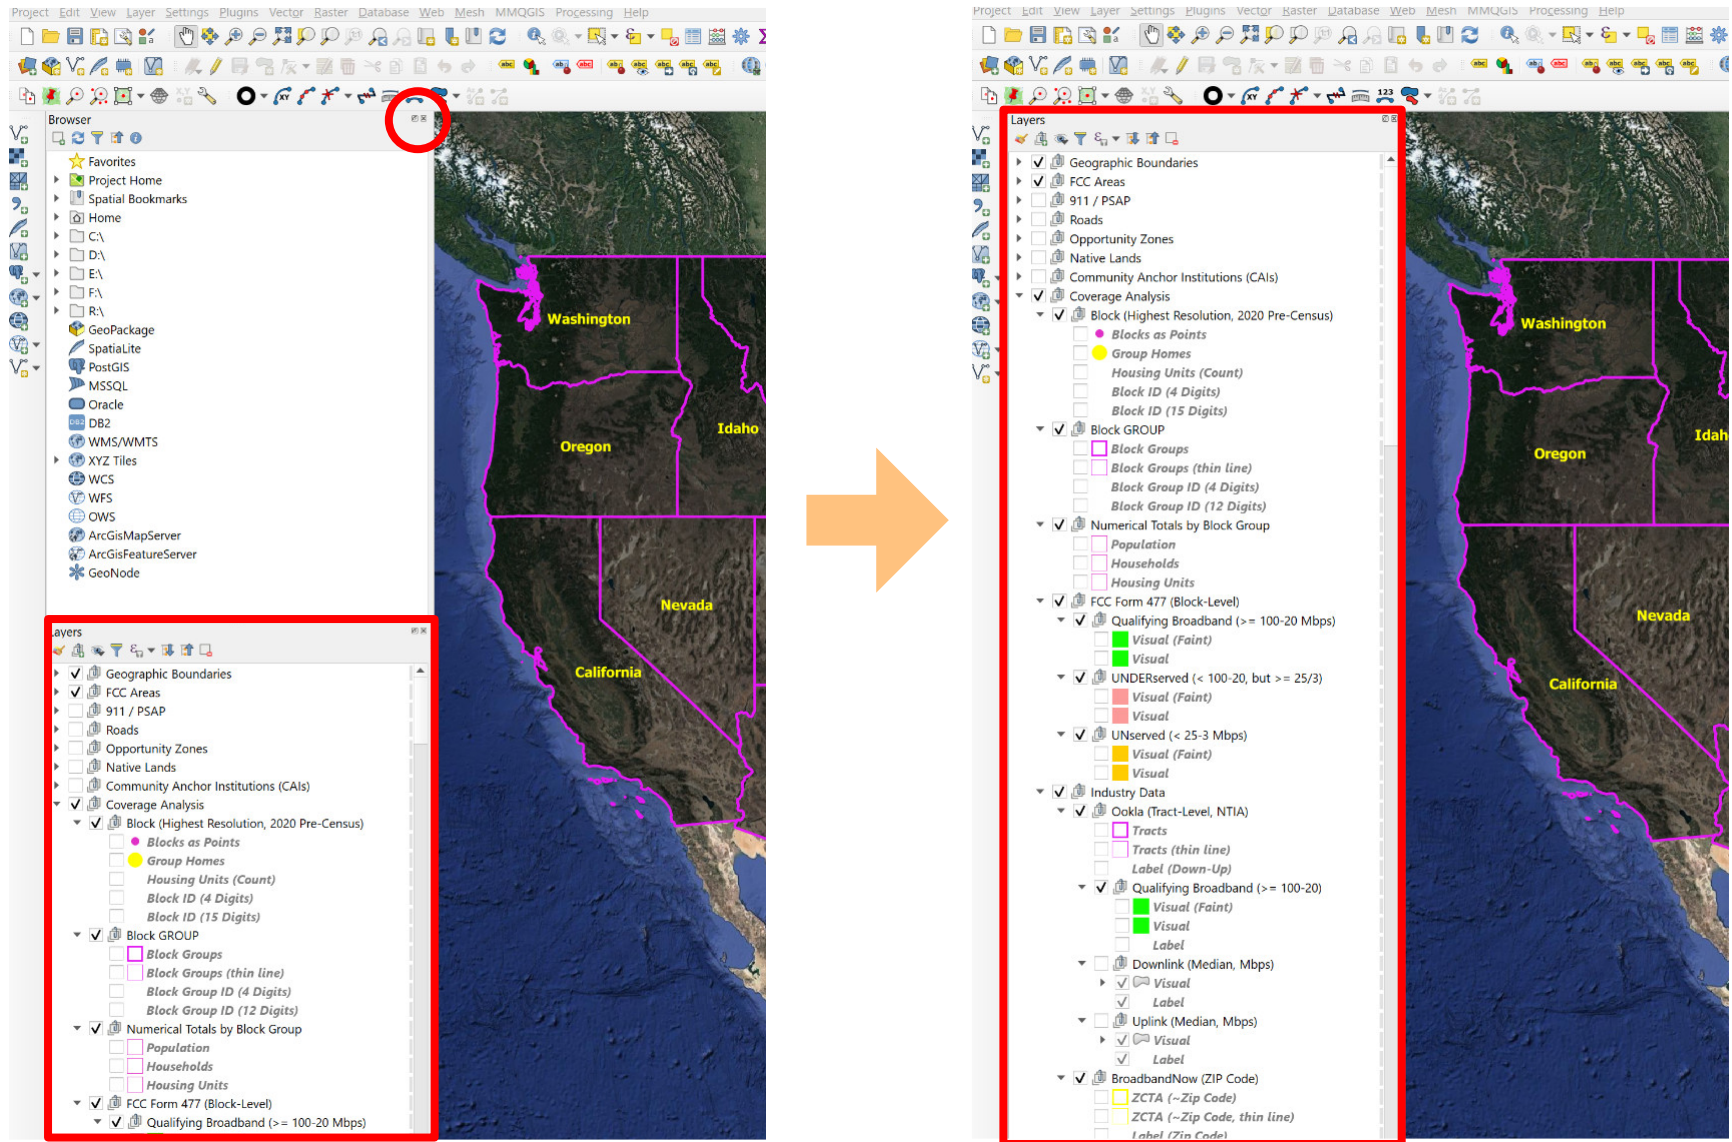 Project Edit View Layer Settings Plugins Vector Raster Database Web Mesh MMQGIS Processing Help
Browser
Favorites
Project Home
Spatial Bookmarks
Home
C:\
D:\
E:\
F:\
R:\
GeoPackage
SpatiaLite
PostGIS
MSSQL
Oracle
DB2
WMS/WMTS
XYZ Tiles
WCS
WFS
OWS
ArcGisMapServer
ArcGisFeatureServer
GeoNode
Layers
Geographic Boundaries
FCC Areas
911 / PSAP
Roads
Opportunity Zones
Native Lands
Community Anchor Institutions (CAIs)
Coverage Analysis
Block (Highest Resolution, 2020 Pre-Census)
Blocks as Points
Group Homes
Housing Units (Count)
Block ID (4 Digits)
Block ID (15 Digits)
Block GROUP
Block Groups
Block Groups (thin line)
Block Group ID (4 Digits)
Block Group ID (12 Digits)
Numerical Totals by Block Group
Population
Households
Housing Units
FCC Form 477 (Block-Level)
Qualifying Broadband (>= 100-20 Mbps)
Washington
Oregon
Idaho
Nevada
California
Project Edit View Layer Settings Plugins Vector Raster Database Web Mesh MMQGIS Processing Help
123
Layers
Geographic Boundaries
FCC Areas
911 / PSAP
Roads
Opportunity Zones
Native Lands
Community Anchor Institutions (CAIs)
Coverage Analysis
Block (Highest Resolution, 2020 Pre-Census)
Blocks as Points
Group Homes
Housing Units (Count)
Block ID (4 Digits)
Block ID (15 Digits)
Block GROUP
Block Groups
Block Groups (thin line)
Block Group ID (4 Digits)
Block Group ID (12 Digits)
Numerical Totals by Block Group
Population
Households
Housing Units
FCC Form 477 (Block-Level)
Qualifying Broadband (>= 100-20 Mbps)
Visual (Faint)
Visual
UNDERserved (< 100-20, but >= 25/3)
Visual (Faint)
Visual
UNserved (< 25-3 Mbps)
Visual (Faint)
Visual
Industry Data
Ookla (Tract-Level, NTIA)
Tracts
Tracts (thin line)
Label (Down-Up)
Qualifying Broadband (>= 100-20)
Visual (Faint)
Visual
Label
Downlink (Median, Mbps)
Visual
Label
Uplink (Median, Mbps)
Visual
Label
BroadbandNow (ZIP Code)
ZCTA (~Zip Code)
ZCTA (~Zip Code, thin line)
Label (Zip Code)
Washington
Oregon
Idah
Nevada
California